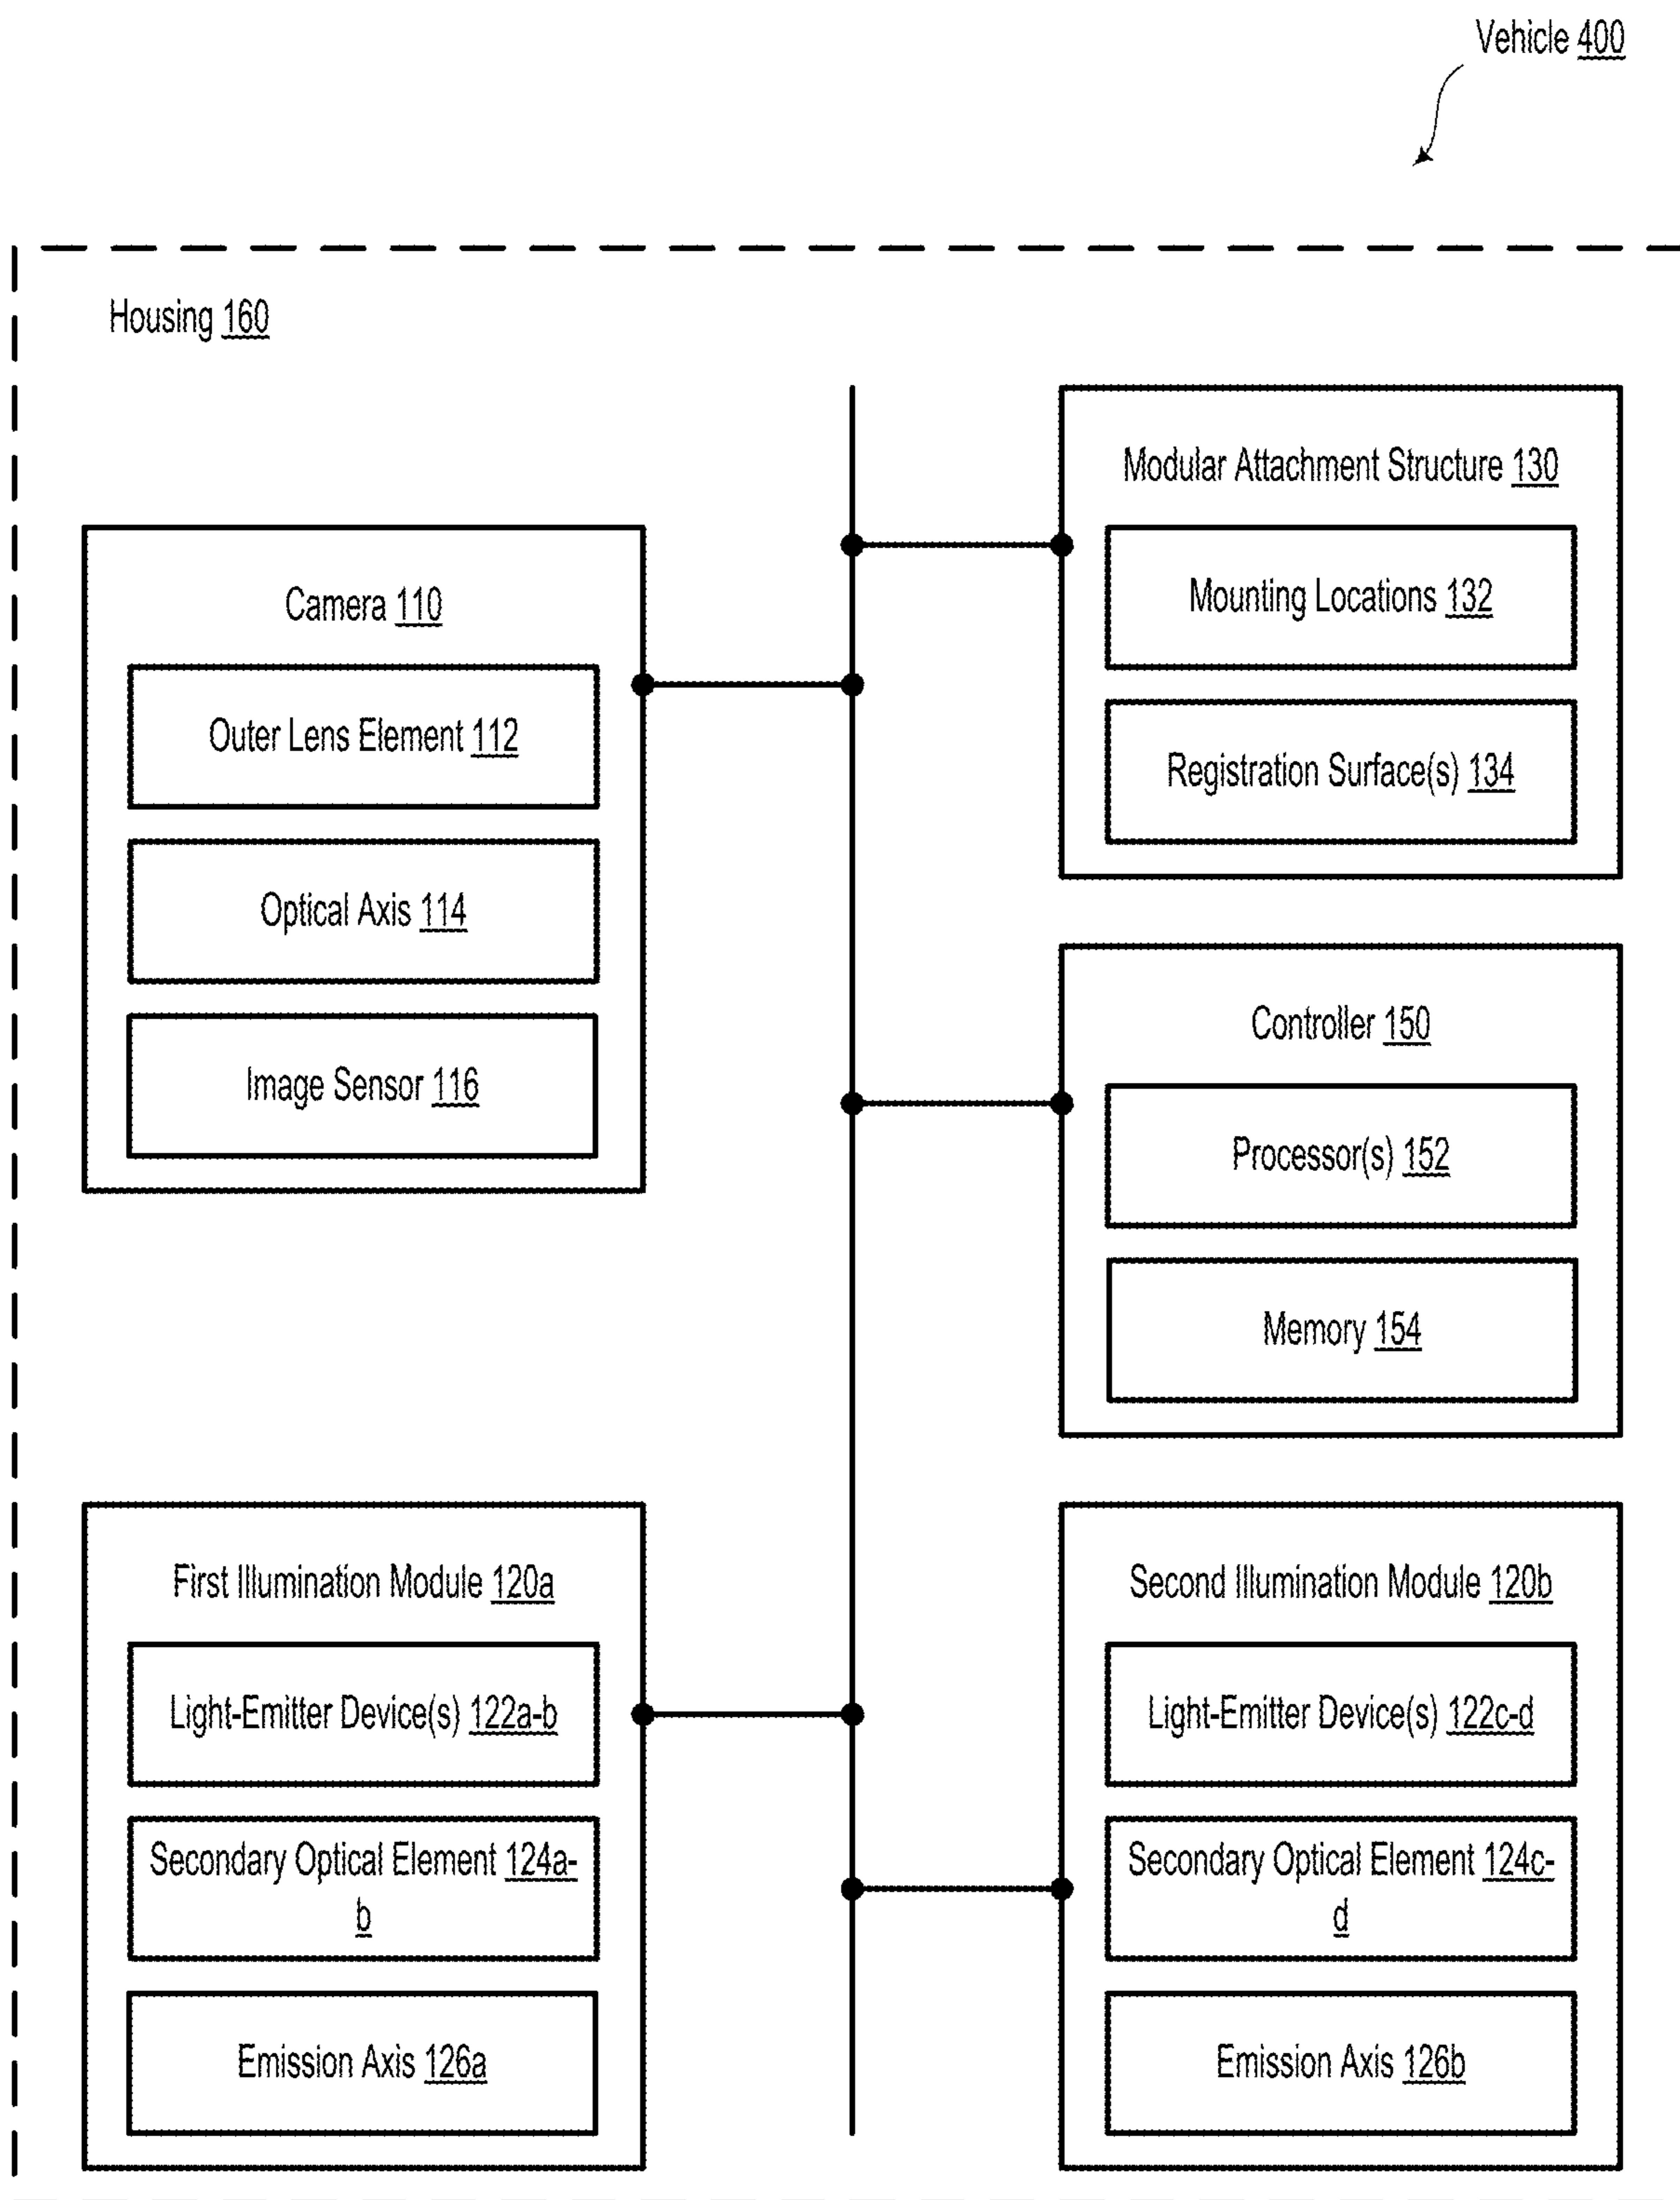 Vehicle 400
Housing 160
Modular Attachment Structure 130
Mounting Locations 132
Registration Surface(s) 134
Camera 110
Outer Lens Element 112
Optical Axis 114
Image Sensor 116
Controller 150
Processor(s) 152
Memory 154
First Illumination Module 120a
Light-Emitter Device(s) 122a-b
Secondary Optical Element 124a-
b
Emission Axis 126a
Second Illumination Module 120b
Light-Emitter Device(s) 122c-d
Secondary Optical Element 124c-
d
Emission Axis 126b